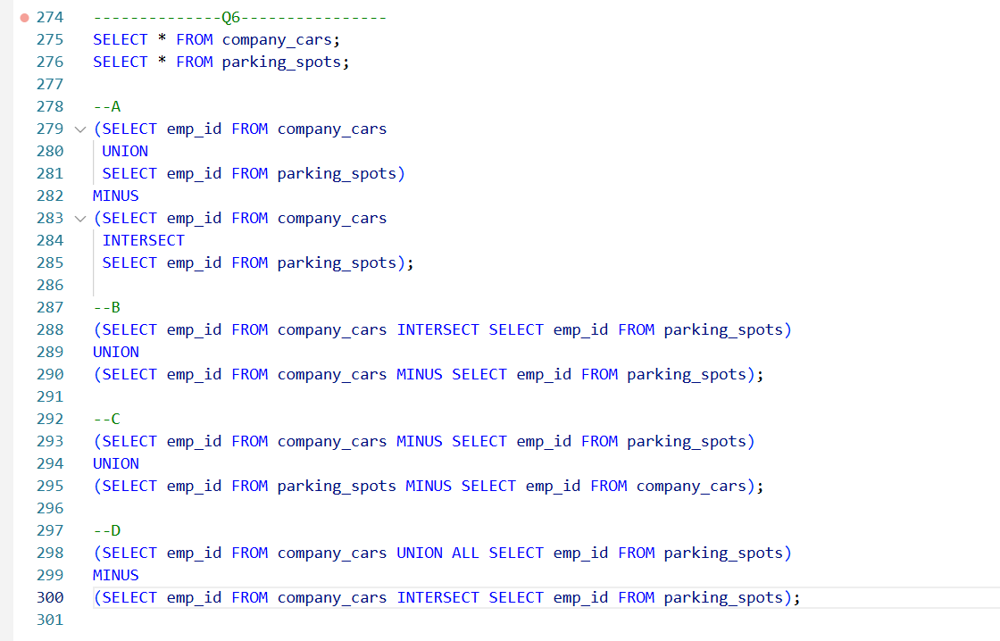 274 --------------Q6----------------
275 SELECT * FROM company_cars;
276 SELECT * FROM parking_spots;
277
278 --A
279 (SELECT emp_id FROM company_cars
280 UNION
281 SELECT emp_id FROM parking_spots)
282 MINUS
283 (SELECT emp_id FROM company_cars
284 INTERSECT
285 SELECT emp_id FROM parking_spots);
286
287 --B
288 (SELECT emp_id FROM company_cars INTERSECT SELECT emp_id FROM parking_spots)
289 UNION
290 (SELECT emp_id FROM company_cars MINUS SELECT emp_id FROM parking_spots);
291
292 --C
293 (SELECT emp_id FROM company_cars MINUS SELECT emp_id FROM parking_spots)
294 UNION
295 (SELECT emp_id FROM parking_spots MINUS SELECT emp_id FROM company_cars);
296
297 --D
298 (SELECT emp_id FROM company_cars UNION ALL SELECT emp_id FROM parking_spots)
299 MINUS
300 (SELECT emp_id FROM company_cars INTERSECT SELECT emp_id FROM parking_spots);
301